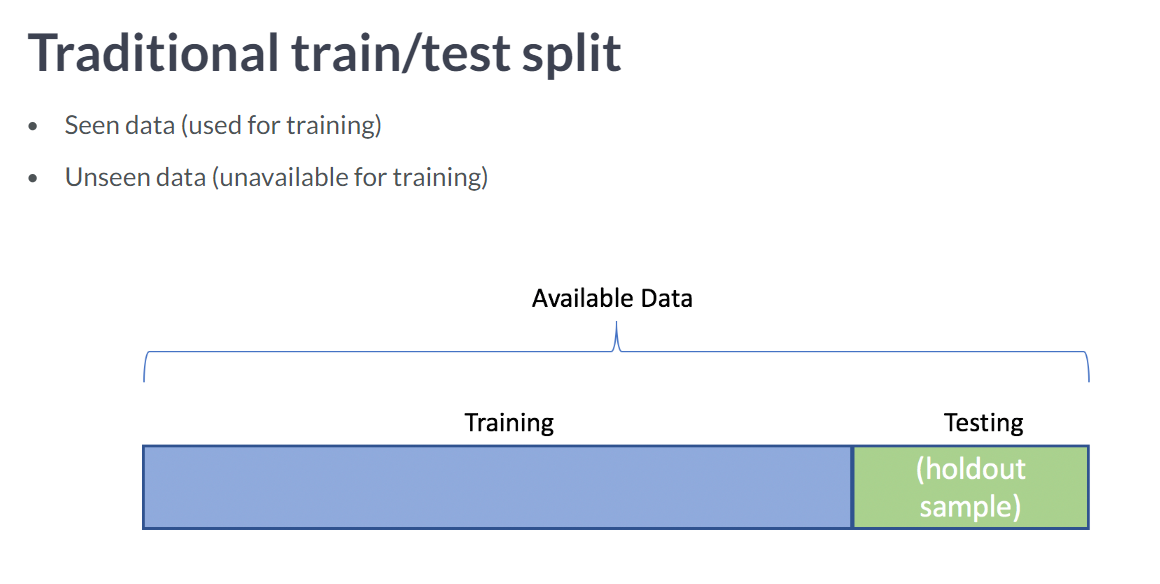 Traditional train/test split
• Seen data (used for training)
• Unseen data (unavailable for training)
Available Data
Training
Testing
(holdout
sample)